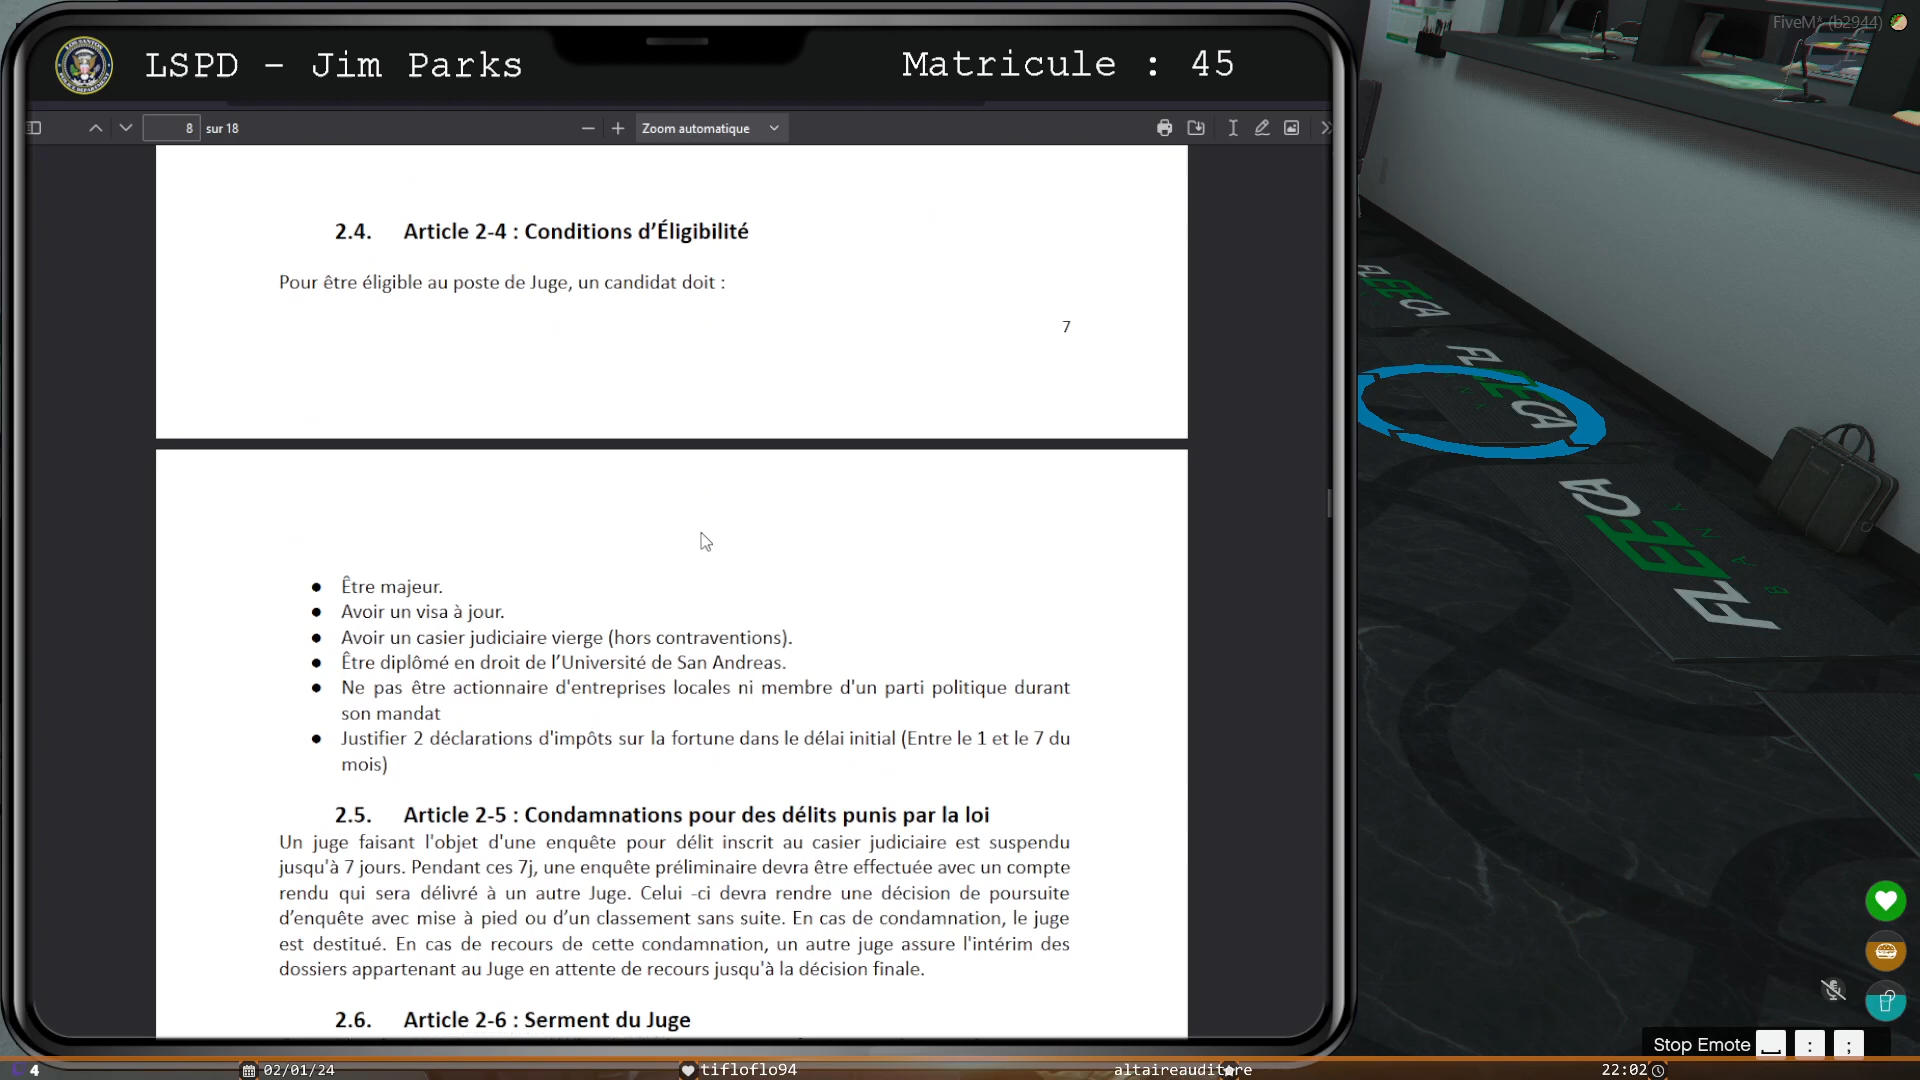 FiveM* (b2944)
LSPD - Jim Parks
Matricule : 45
8 sur 18
Zoom automatique
2.4. Article 2-4 : Conditions d’Éligibilité
Pour être éligible au poste de Juge, un candidat doit :
7
● Être majeur.
● Avoir un visa à jour.
● Avoir un casier judiciaire vierge (hors contraventions).
● Être diplômé en droit de l’Université de San Andreas.
● Ne pas être actionnaire d'entreprises locales ni membre d'un parti politique durant
son mandat
● Justifier 2 déclarations d'impôts sur la fortune dans le délai initial (Entre le 1 et le 7 du
mois)
2.5. Article 2-5 : Condamnations pour des délits punis par la loi
Un juge faisant l'objet d'une enquête pour délit inscrit au casier judiciaire est suspendu
jusqu'à 7 jours. Pendant ces 7j, une enquête préliminaire devra être effectuée avec un compte
rendu qui sera délivré à un autre Juge. Celui -ci devra rendre une décision de poursuite
d’enquête avec mise à pied ou d’un classement sans suite. En cas de condamnation, le juge
est destitué. En cas de recours de cette condamnation, un autre juge assure l'intérim des
dossiers appartenant au Juge en attente de recours jusqu'à la décision finale.
2.6. Article 2-6 : Serment du Juge
FLEECA
FLEECA
FLEECA
BANK
Stop Emote : ;
4
02/01/24
tifloflo94
altaireauditore
22:02